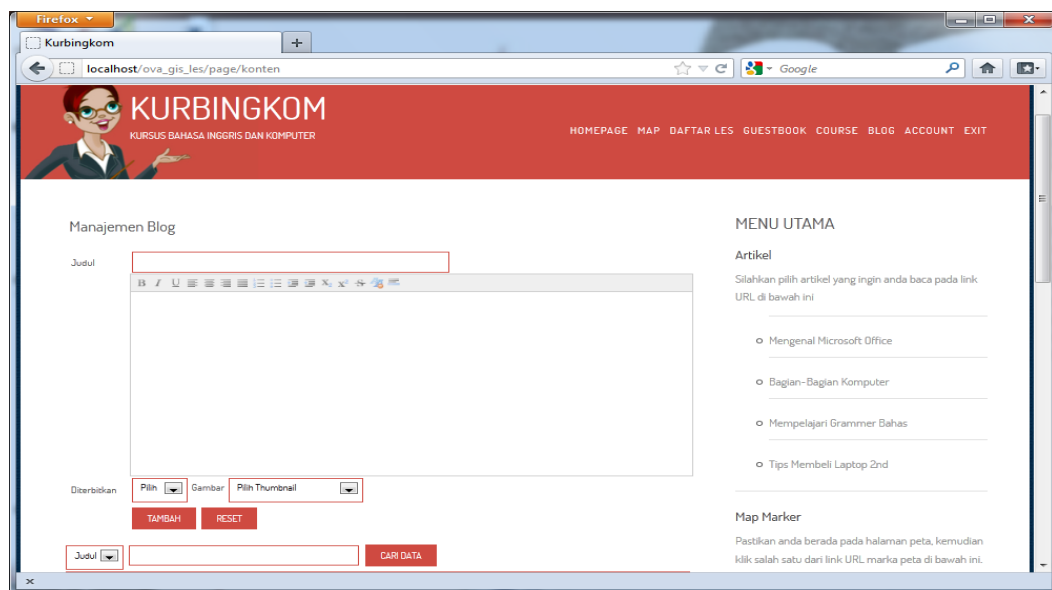 Firefox
Kurbingkom
localhost/ova_gis_les/page/konten
Google
KURBINGKOM
KURSUS BAHASA INGGRIS DAN KOMPUTER
HOMEPAGE MAP DAFTAR LES GUESTBOOK COURSE BLOG ACCOUNT EXIT
Manajemen Blog
Judul
B I U
Diterbitkan Pilih Gambar Pilih Thumbnail
TAMBAH RESET
Judul CARI DATA
MENU UTAMA
Artikel
Silahkan pilih artikel yang ingin anda baca pada link
URL di bawah ini
Mengenal Microsoft Office
Bagian-Bagian Komputer
Mempelajari Grammer Bahas
Tips Membeli Laptop 2nd
Map Marker
Pastikan anda berada pada halaman peta, kemudian
klik salah satu dari link URL marka peta di bawah ini.